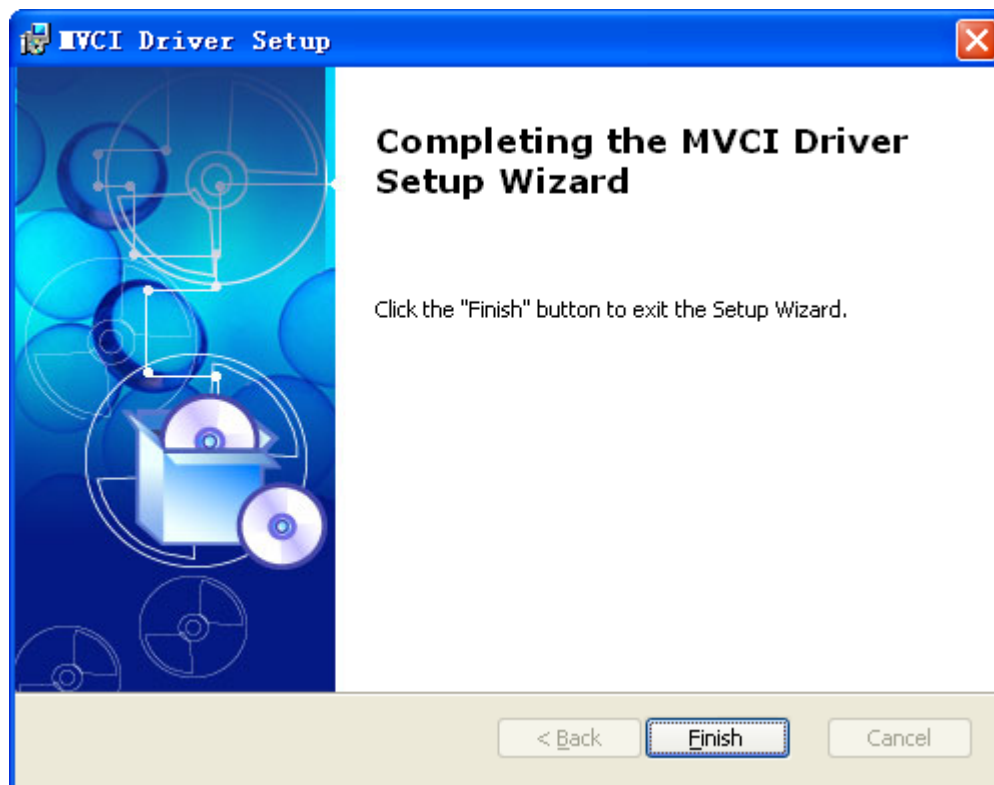 MVCI Driver Setup
Completing the MVCI Driver
Setup Wizard
Click the "Finish" button to exit the Setup Wizard.
< Back
Finish
Cancel